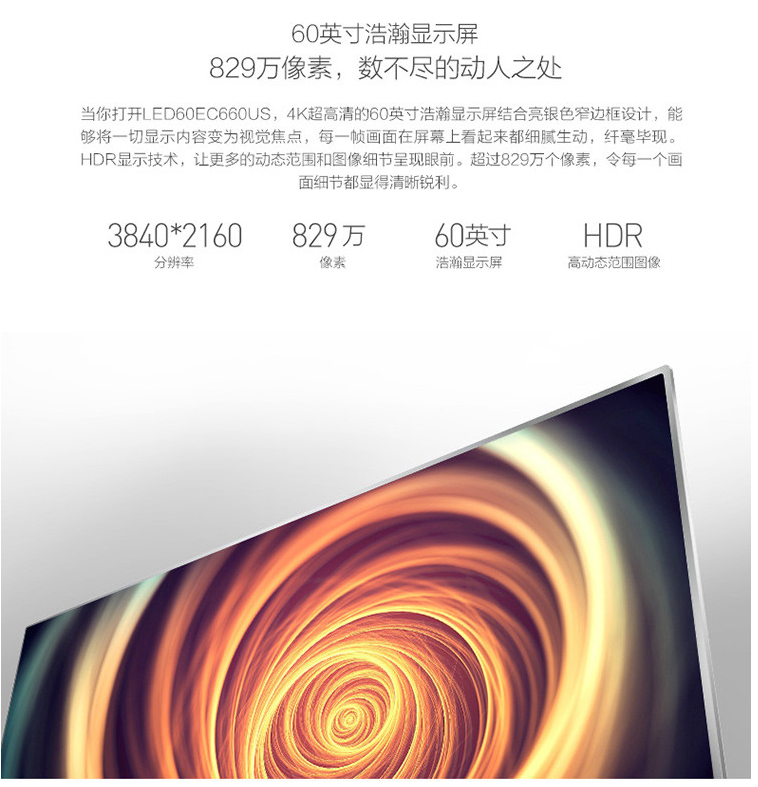 60英寸浩瀚显示屏
829万像素，数不尽的动人之处
当你打开LED60EC660US，4K超高清的60英寸浩瀚显示屏结合亮银色窄边框设计，能
够将一切显示内容变为视觉焦点，每一帧画面在屏幕上看起来都细腻生动，纤毫毕现。
HDR显示技术，让更多的动态范围和图像细节呈现眼前。超过829万个像素，令每一个画
面细节都显得清晰锐利。
3840*2160 829万 60英寸 HDR
分辨率 像素 浩瀚显示屏 高动态范围图像